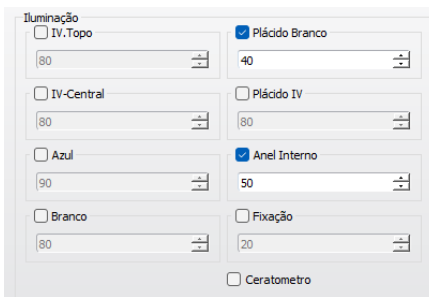 Iluminação
IV.Topo
Plácido Branco
80
40
IV-Central
Plácido IV
80
80
Azul
Anel Interno
90
50
Branco
Fixação
80
20
Ceratometro